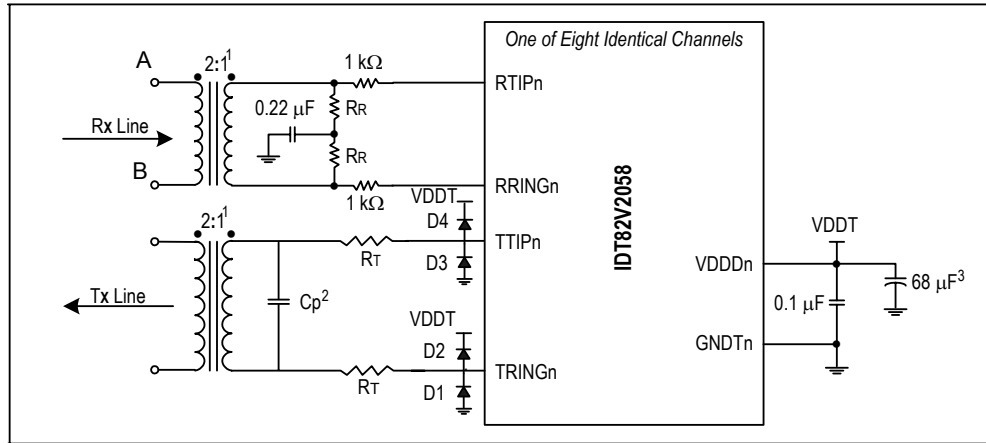 One of Eight Identical Channels
A
2:1¹
1 kΩ
RTIPn
0.22 µF
RR
Rx Line
RR
B
RRINGn
1 kΩ
VDDT
D4
2:1¹
TTIPn
RT
D3
IDT82V2058
VDDT
VDDDn
68 µF³
Tx Line
Cp²
0.1 µF
VDDT
GNDTn
D2
TRINGn
RT
D1